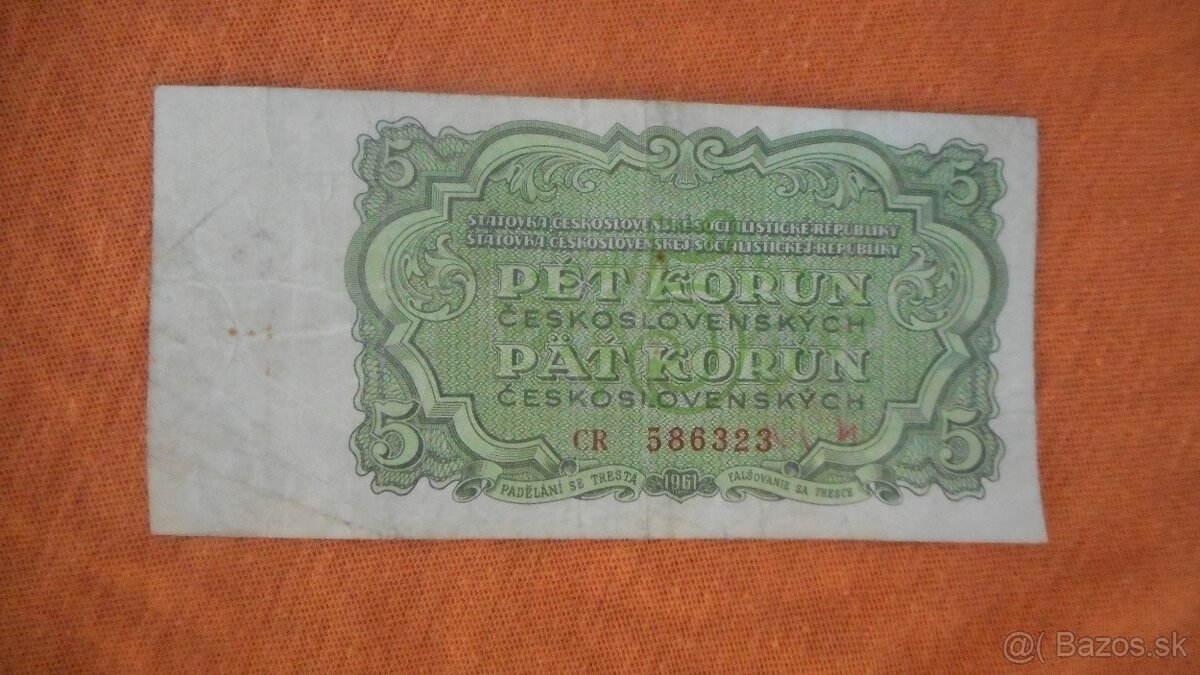 5 5
STÁTOVKA ČESKOSLOVENSKÉ SOCIALISTICKÉ REPUBLIKY
ŠTÁTOVKA ČESKOSLOVENSKEJ SOCIALISTICKEJ REPUBLIKY
PĚT KORUN
ČESKOSLOVENSKÝCH
PÄŤ KORUN
ČESKOSLOVENSKÝCH
5 CR 586323 5
PADĚLÁNÍ SE TRESTÁ 1961 FALŠOVANIE SA TRESCE
@( Bazos.sk